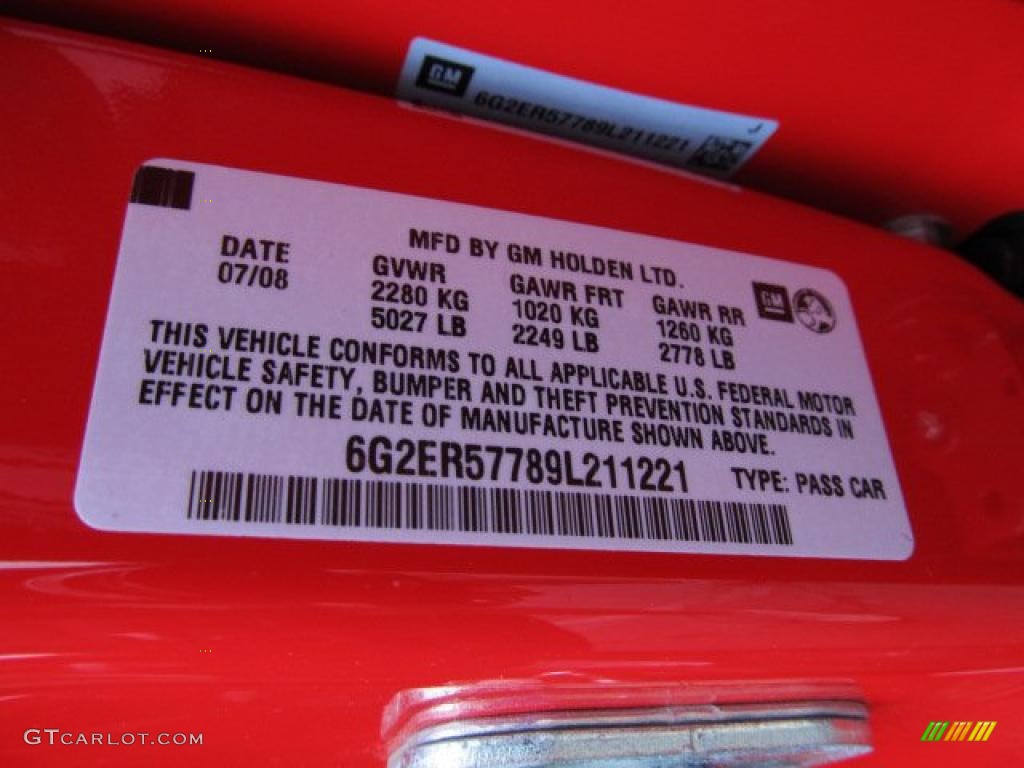 GM
6G2ER57789L211221
J
MFD BY GM HOLDEN LTD.
DATE
07/08
GVWR
2280 KG
5027 LB
GAWR FRT
1020 KG
2249 LB
GAWR RR
1260 KG
2778 LB
GM
THIS VEHICLE CONFORMS TO ALL APPLICABLE U.S. FEDERAL MOTOR
VEHICLE SAFETY, BUMPER AND THEFT PREVENTION STANDARDS IN
EFFECT ON THE DATE OF MANUFACTURE SHOWN ABOVE.
6G2ER57789L211221
TYPE: PASS CAR
GTCARLOT.COM